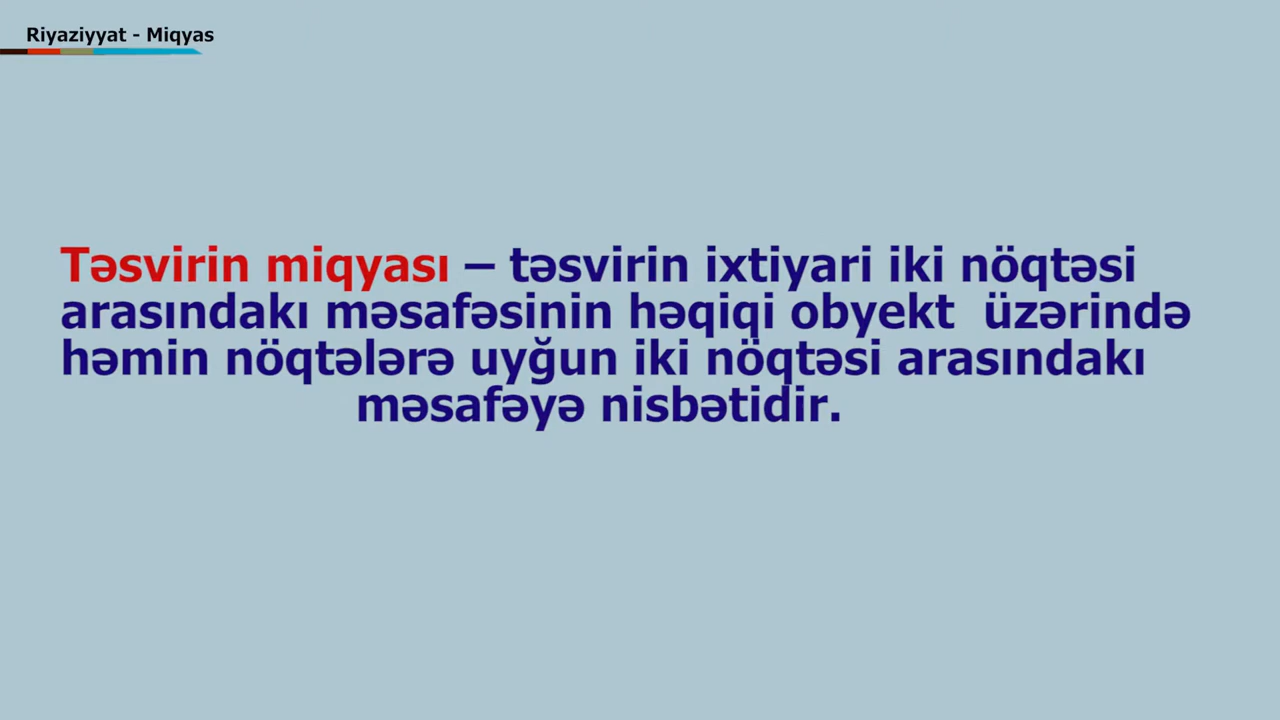 Riyaziyyat - Miqyas
Təsvirin miqyası – təsvirin ixtiyari iki nöqtəsi
arasındakı məsafəsinin həqiqi obyekt üzərində
həmin nöqtələrə uyğun iki nöqtəsi arasındakı
məsafəyə nisbətidir.